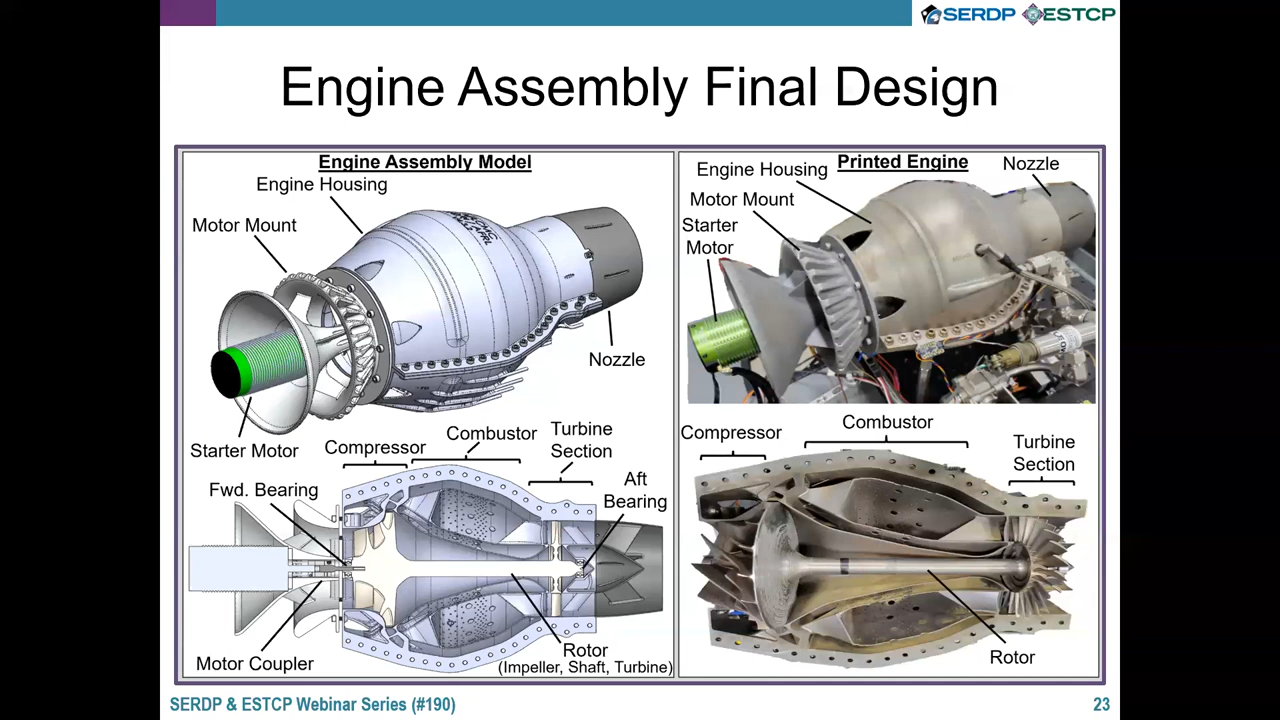 SERDP ESTCP
Engine Assembly Final Design
Engine Assembly Model
Engine Housing
Motor Mount
Nozzle
Starter Motor
Compressor
Combustor
Turbine
Section
Fwd. Bearing
Aft
Bearing
Motor Coupler
Rotor
(Impeller, Shaft, Turbine)
Printed Engine
Engine Housing
Nozzle
Motor Mount
Starter
Motor
Compressor
Combustor
Turbine
Section
Rotor
SERDP & ESTCP Webinar Series (#190)
23